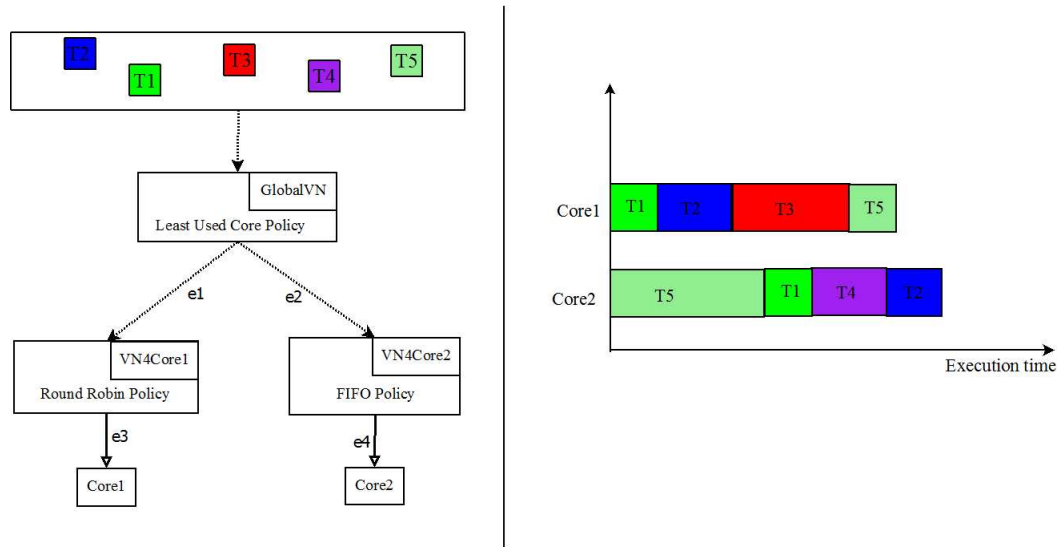 T2
T1
T3
T4
T5
GlobalVN
Least Used Core Policy
e1
e2
VN4Core1
Round Robin Policy
VN4Core2
FIFO Policy
e3
e4
Core1
Core2
Core1
T1
T2
T3
T5
Core2
T5
T1
T4
T2
Execution time